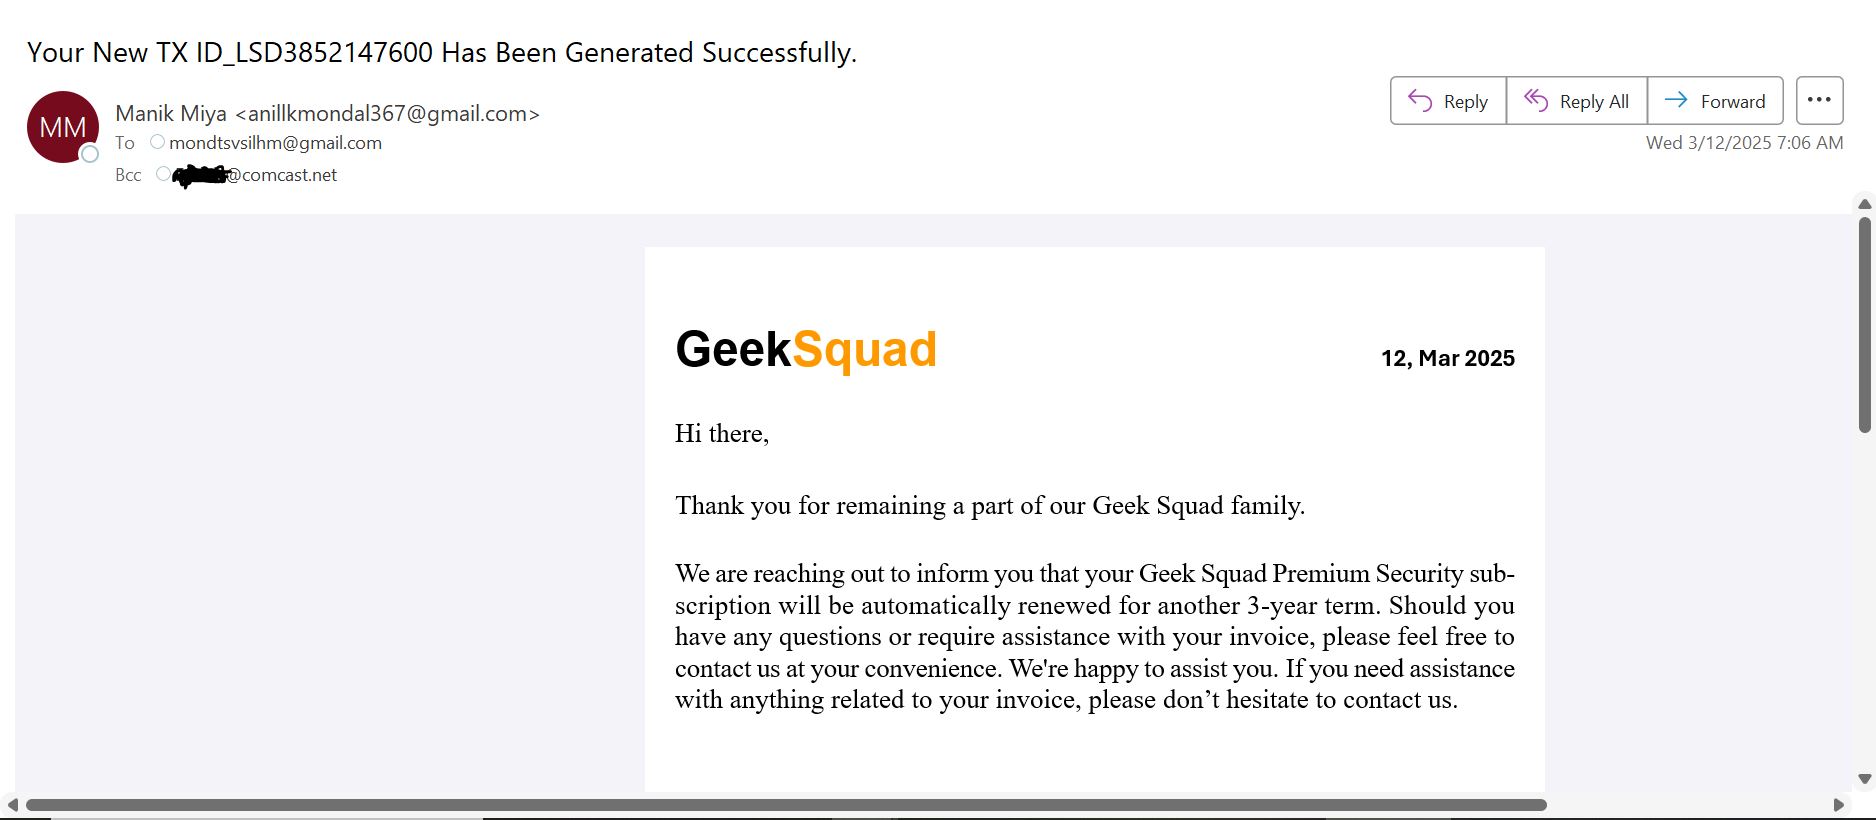 Your New TX ID_LSD3852147600 Has Been Generated Successfully.
MM
Manik Miya <anillkmondal367@gmail.com>
To mondtsvsilhm@gmail.com
Bcc @comcast.net
Reply
Reply All
Forward
Wed 3/12/2025 7:06 AM
GeekSquad
12, Mar 2025
Hi there,
Thank you for remaining a part of our Geek Squad family.
We are reaching out to inform you that your Geek Squad Premium Security sub-
scription will be automatically renewed for another 3-year term. Should you
have any questions or require assistance with your invoice, please feel free to
contact us at your convenience. We're happy to assist you. If you need assistance
with anything related to your invoice, please don’t hesitate to contact us.